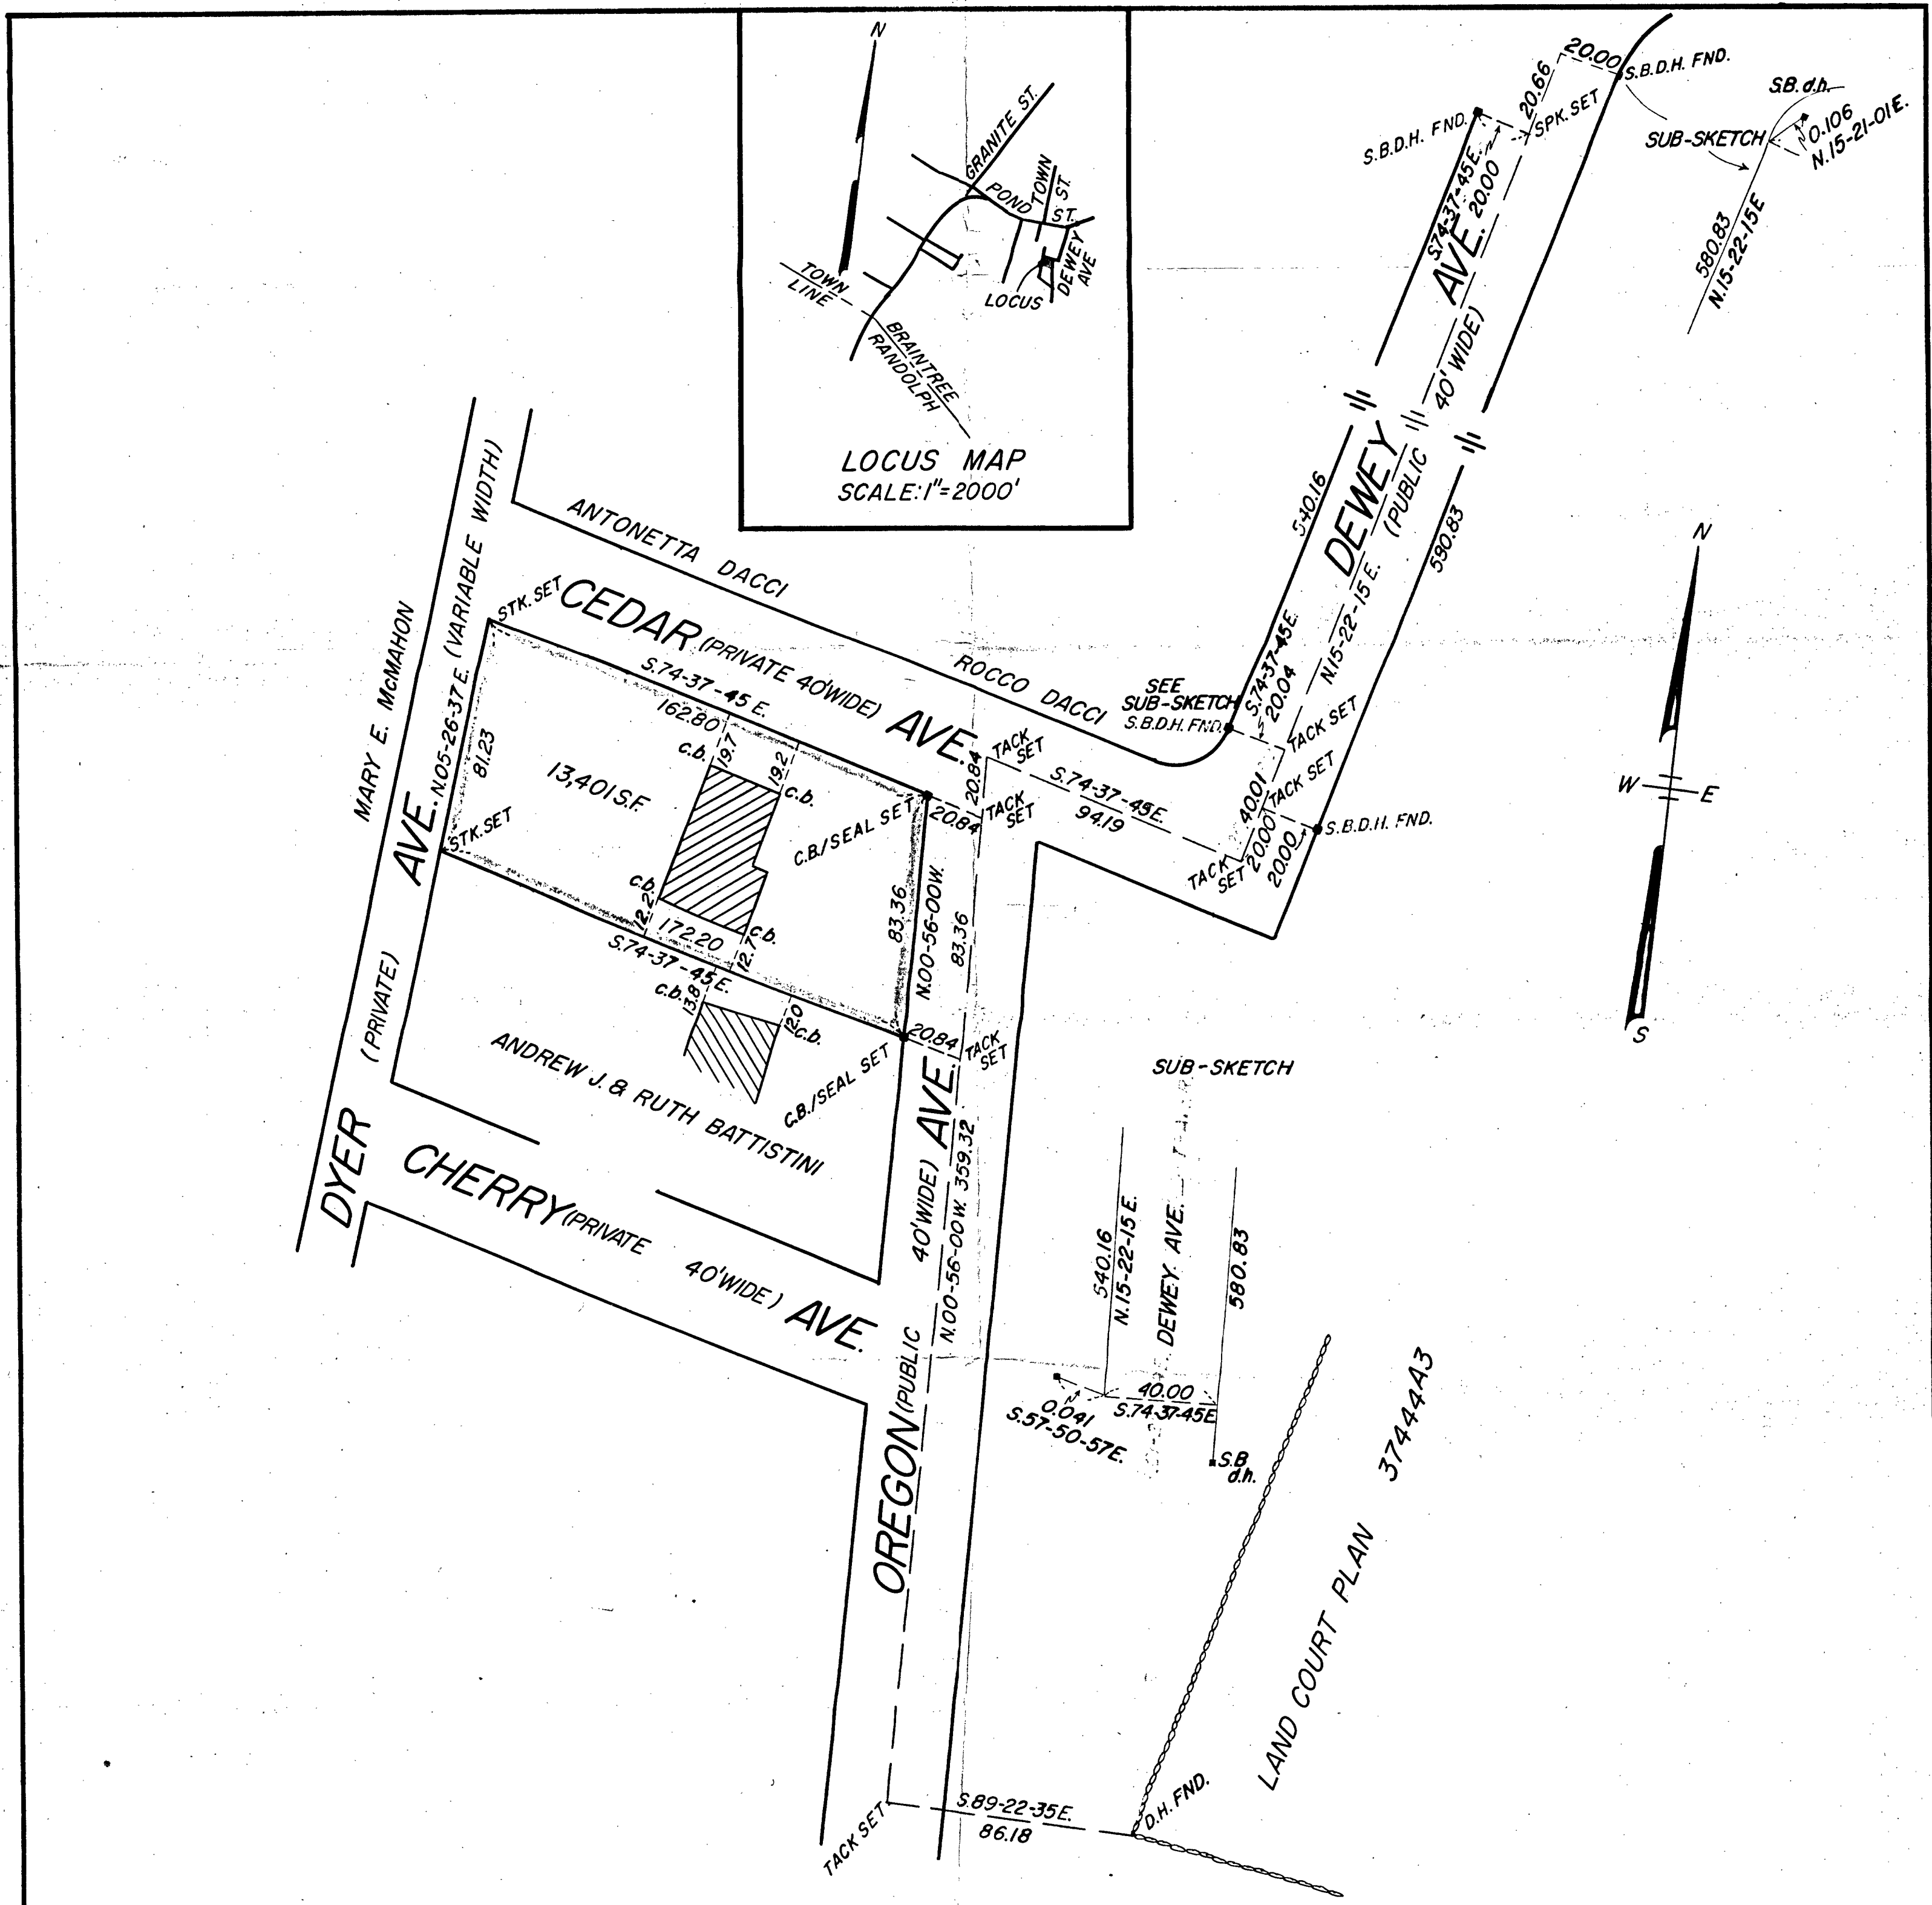 N
GRANITE ST.
POND ST.
TOWN ST.
DEWEY AVE
LOCUS
TOWN LINE
BRAINTREE
RANDOLPH
LOCUS MAP
SCALE: 1"=2000'
20.00
S.B.D.H. FND.
20.66
SPK. SET
S.B.D.H. FND.
S.74-37-45E.
20.00
S.B. d.h.
SUB-SKETCH
0.106
N.15-21-01E.
580.83
N.15-22-15E
DEWEY AVE.
(PUBLIC 40' WIDE)
540.16
N.15-22-15E.
580.83
S.74-37-45E.
20.04
SEE
SUB-SKETCH
S.B.D.H. FND.
TACK SET
TACK SET
40.01
20.00
20.00
S.B.D.H. FND.
TACK SET
N
W E
S
ANTONETTA DACCI
ROCCO DACCI
CEDAR (PRIVATE 40' WIDE) AVE.
STK. SET
S.74-37-45 E.
162.80
MARY E. McMAHON
DYER AVE.
(PRIVATE)
N.05-26-37E. (VARIABLE WIDTH)
81.23
STK. SET
13,401 S.F.
c.b.
19.7
19.2
c.b.
c.b.
12.2
172.20
c.b.
12.7
S.74-37-45E.
C.B./SEAL SET
20.84
20.84
TACK SET
TACK SET
S.74-37-45E.
94.19
83.36
N.00-56-00W.
83.36
c.b.
13.8
12.0
c.b.
20.84
TACK SET
C.B./SEAL SET
ANDREW J. & RUTH BATTISTINI
CHERRY (PRIVATE 40' WIDE) AVE.
OREGON (PUBLIC 40' WIDE) AVE.
N.00-56-00W. 359.32
SUB-SKETCH
540.16
N.15-22-15E.
DEWEY AVE.
580.83
40.00
S.74-37-45E
0.041
S.57-50-57E.
S.B
d.h.
LAND COURT PLAN 37444A3
TACK SET
S.89-22-35E.
86.18
D.H. FND.